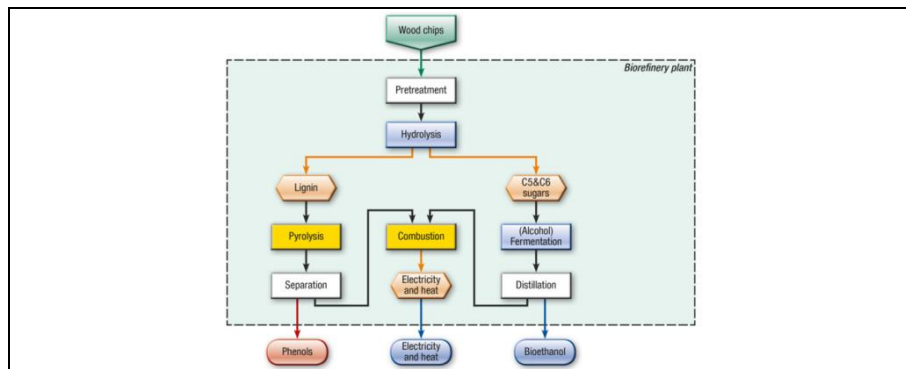 Wood chips
Biorefinery plant
Pretreatment
Hydrolysis
Lignin
C5&C6
sugars
Pyrolysis
Combustion
(Alcohol)
Fermentation
Separation
Electricity
and heat
Distillation
Phenols
Electricity
and heat
Bioethanol